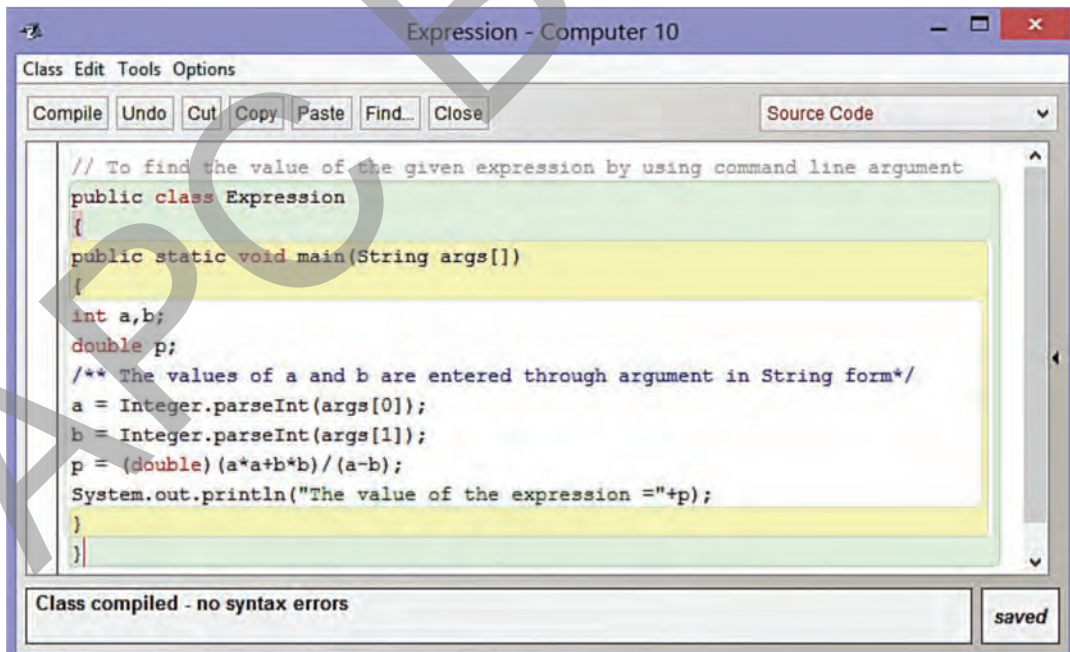 Expression - Computer 10
Class Edit Tools Options
Compile Undo Cut Copy Paste Find... Close Source Code
// To find the value of the given expression by using command line argument
public class Expression
{
public static void main(String args[])
{
int a,b;
double p;
/** The values of a and b are entered through argument in String form*/
a = Integer.parseInt(args[0]);
b = Integer.parseInt(args[1]);
p = (double)(a*a+b*b)/(a-b);
System.out.println("The value of the expression ="+p);
}
}
Class compiled - no syntax errors
saved
APC B